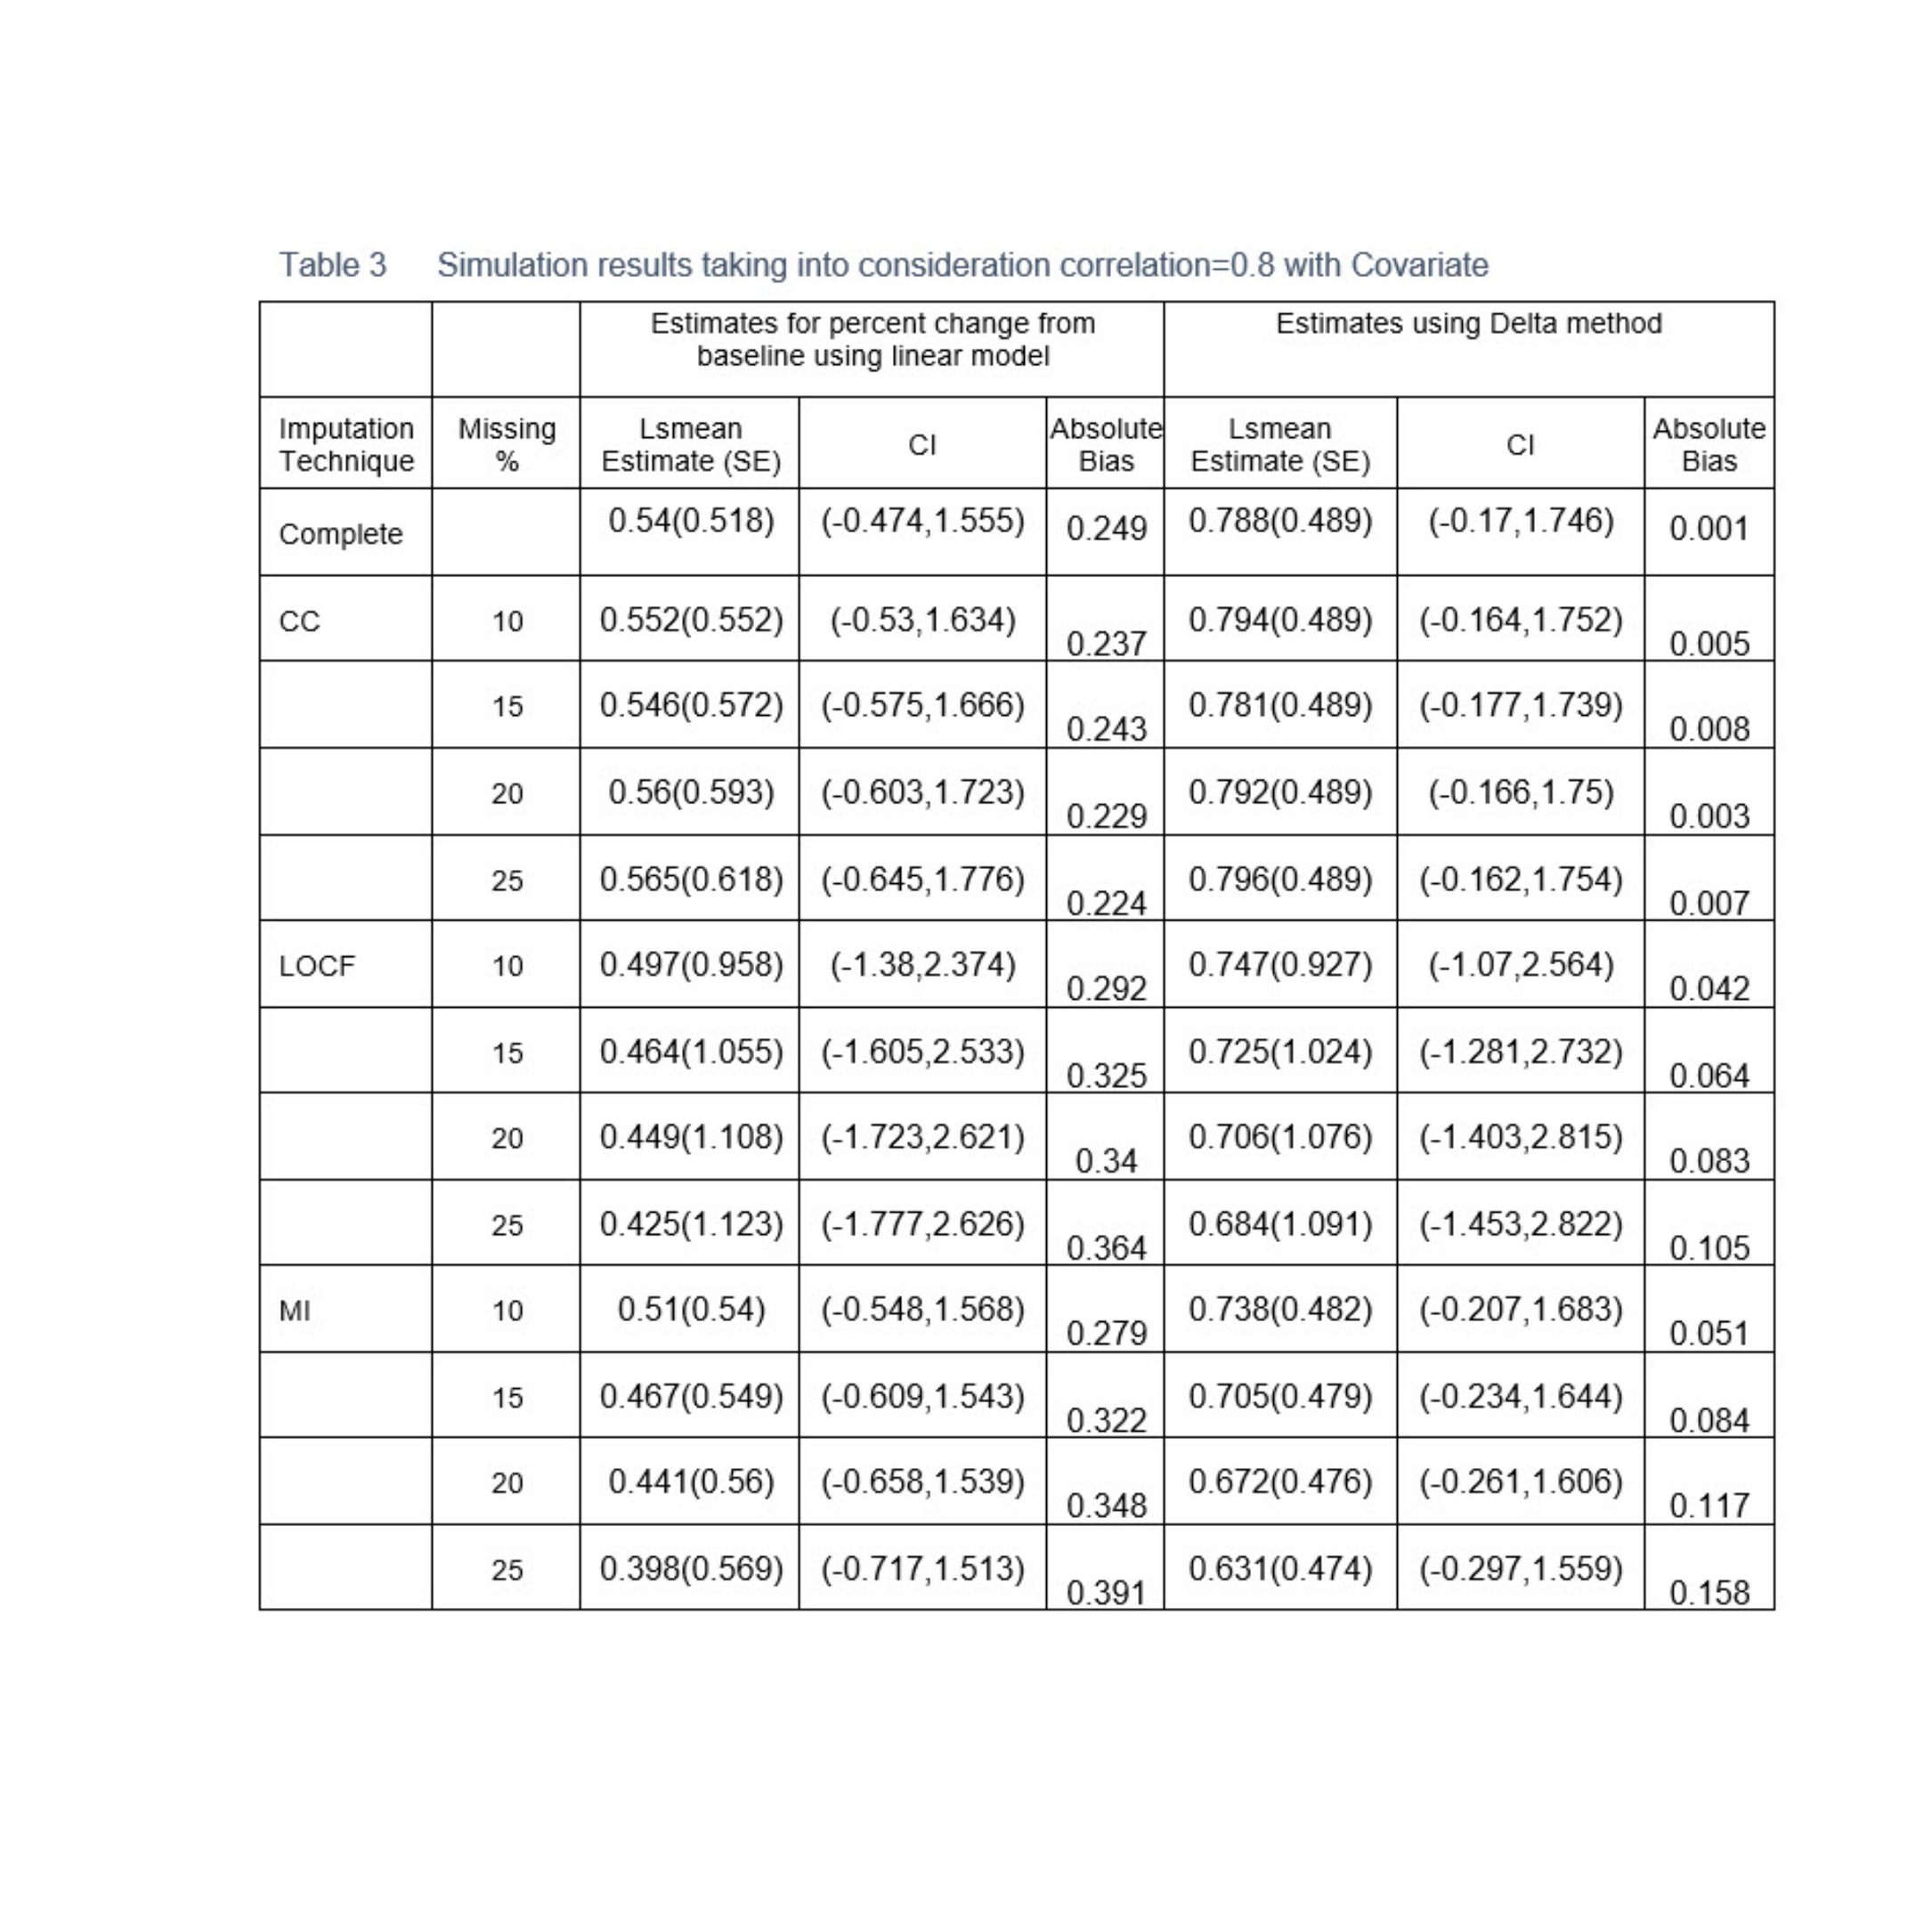 Table 3 Simulation results taking into consideration correlation=0.8 with Covariate
Estimates for percent change from
baseline using linear model
Estimates using Delta method
Imputation
Technique
Missing
%
Lsmean
Estimate (SE)
CI
Absolute
Bias
Lsmean
Estimate (SE)
CI
Absolute
Bias
Complete 0.54(0.518) (-0.474,1.555) 0.249 0.788(0.489) (-0.17,1.746) 0.001
CC 10 0.552(0.552) (-0.53,1.634) 0.237 0.794(0.489) (-0.164,1.752) 0.005
15 0.546(0.572) (-0.575,1.666) 0.243 0.781(0.489) (-0.177,1.739) 0.008
20 0.56(0.593) (-0.603,1.723) 0.229 0.792(0.489) (-0.166,1.75) 0.003
25 0.565(0.618) (-0.645,1.776) 0.224 0.796(0.489) (-0.162,1.754) 0.007
LOCF 10 0.497(0.958) (-1.38,2.374) 0.292 0.747(0.927) (-1.07,2.564) 0.042
15 0.464(1.055) (-1.605,2.533) 0.325 0.725(1.024) (-1.281,2.732) 0.064
20 0.449(1.108) (-1.723,2.621) 0.34 0.706(1.076) (-1.403,2.815) 0.083
25 0.425(1.123) (-1.777,2.626) 0.364 0.684(1.091) (-1.453,2.822) 0.105
MI 10 0.51(0.54) (-0.548,1.568) 0.279 0.738(0.482) (-0.207,1.683) 0.051
15 0.467(0.549) (-0.609,1.543) 0.322 0.705(0.479) (-0.234,1.644) 0.084
20 0.441(0.56) (-0.658,1.539) 0.348 0.672(0.476) (-0.261,1.606) 0.117
25 0.398(0.569) (-0.717,1.513) 0.391 0.631(0.474) (-0.297,1.559) 0.158